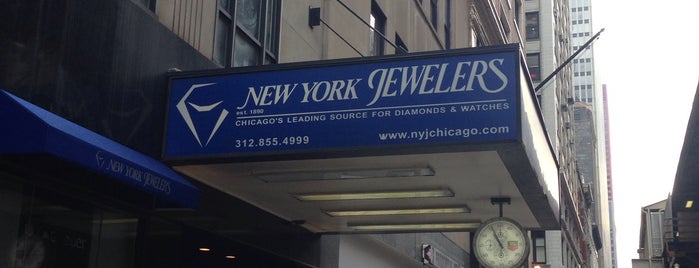 NEW YORK JEWELERS
est. 1890
CHICAGO'S LEADING SOURCE FOR DIAMONDS & WATCHES
312.855.4999 www.nyjchicago.com
NEW YORK JEWELERS